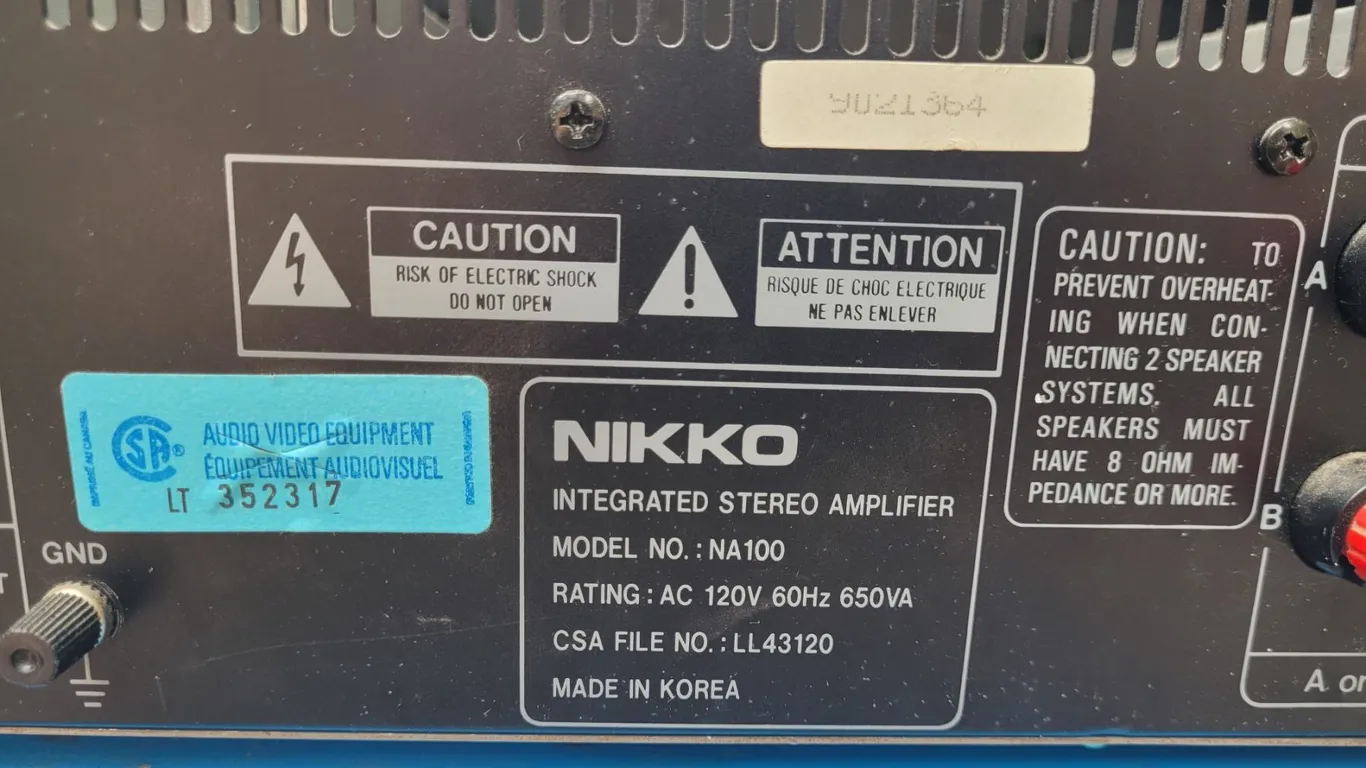 9021364
CAUTION
RISK OF ELECTRIC SHOCK
DO NOT OPEN
ATTENTION
RISQUE DE CHOC ELECTRIQUE
NE PAS ENLEVER
CAUTION: TO
PREVENT OVERHEAT-
ING WHEN CON-
NECTING 2 SPEAKER
SYSTEMS. ALL
SPEAKERS MUST
HAVE 8 OHM IM-
PEDANCE OR MORE.
A
B
A or
AUDIO VIDEO EQUIPMENT
ÉQUIPEMENT AUDIOVISUEL
LT 352317
GND
NIKKO
INTEGRATED STEREO AMPLIFIER
MODEL NO.: NA100
RATING: AC 120V 60Hz 650VA
CSA FILE NO.: LL43120
MADE IN KOREA